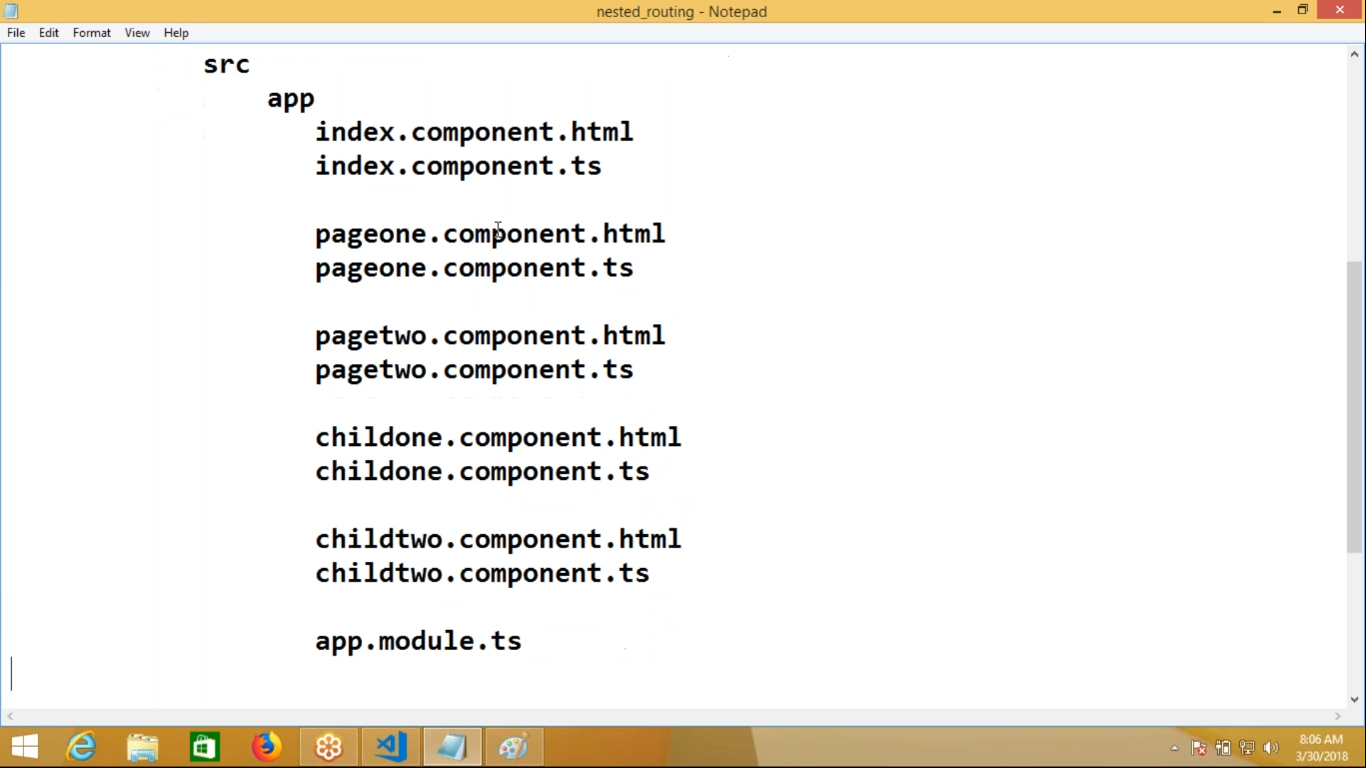 nested_routing - Notepad
File Edit Format View Help
src
app
index.component.html
index.component.ts
pageone.component.html
pageone.component.ts
pagetwo.component.html
pagetwo.component.ts
childone.component.html
childone.component.ts
childtwo.component.html
childtwo.component.ts
app.module.ts
8:06 AM
3/30/2018